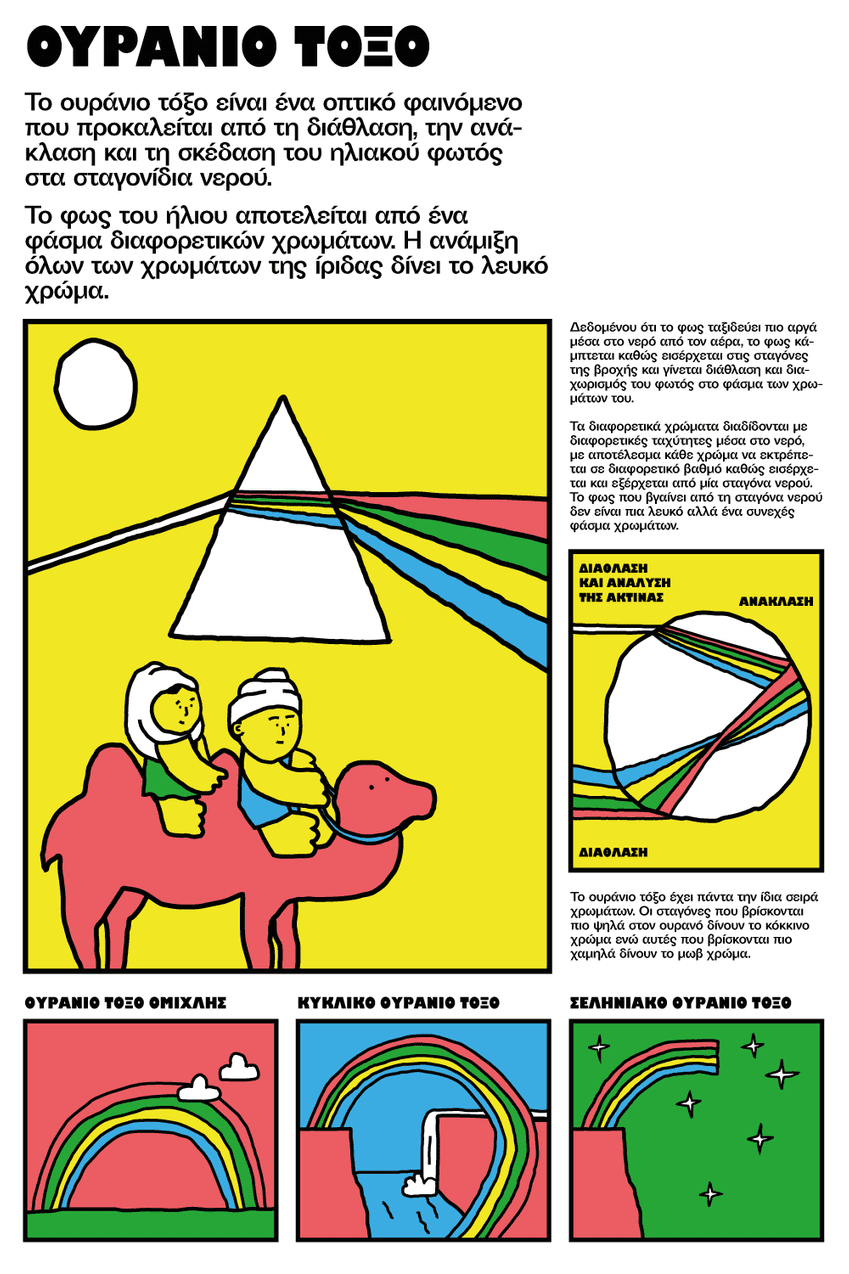 ΟΥΡΑΝΙΟ ΤΟΞΟ
Το ουράνιο τόξο είναι ένα οπτικό φαινόμενο
που προκαλείται από τη διάθλαση, την ανά-
κλαση και τη σκέδαση του ηλιακού φωτός
στα σταγονίδια νερού.
Το φως του ήλιου αποτελείται από ένα
φάσμα διαφορετικών χρωμάτων. Η ανάμιξη
όλων των χρωμάτων της ίριδας δίνει το λευκό
χρώμα.
Δεδομένου ότι το φως ταξιδεύει πιο αργά
μέσα στο νερό από τον αέρα, το φως κά-
μπτεται καθώς εισέρχεται στις σταγόνες
της βροχής και γίνεται διάθλαση και δια-
χωρισμός του φωτός στο φάσμα των χρω-
μάτων του.
Τα διαφορετικά χρώματα διαδίδονται με
διαφορετικές ταχύτητες μέσα στο νερό,
με αποτέλεσμα κάθε χρώμα να εκτρέπε-
ται σε διαφορετικό βαθμό καθώς εισέρχε-
ται και εξέρχεται από μία σταγόνα νερού.
Το φως που βγαίνει από τη σταγόνα νερού
δεν είναι πια λευκό αλλά ένα συνεχές
φάσμα χρωμάτων.
ΔΙΑΘΛΑΣΗ
ΚΑΙ ΑΝΑΛΥΣΗ
ΤΗΣ ΑΚΤΙΝΑΣ
ΑΝΑΚΛΑΣΗ
ΔΙΑΘΛΑΣΗ
Το ουράνιο τόξο έχει πάντα την ίδια σειρά
χρωμάτων. Οι σταγόνες που βρίσκονται
πιο ψηλά στον ουρανό δίνουν το κόκκινο
χρώμα ενώ αυτές που βρίσκονται πιο
χαμηλά δίνουν το μωβ χρώμα.
ΟΥΡΑΝΙΟ ΤΟΞΟ ΟΜΙΧΛΗΣ
ΚΥΚΛΙΚΟ ΟΥΡΑΝΙΟ ΤΟΞΟ
ΣΕΛΗΝΙΑΚΟ ΟΥΡΑΝΙΟ ΤΟΞΟ